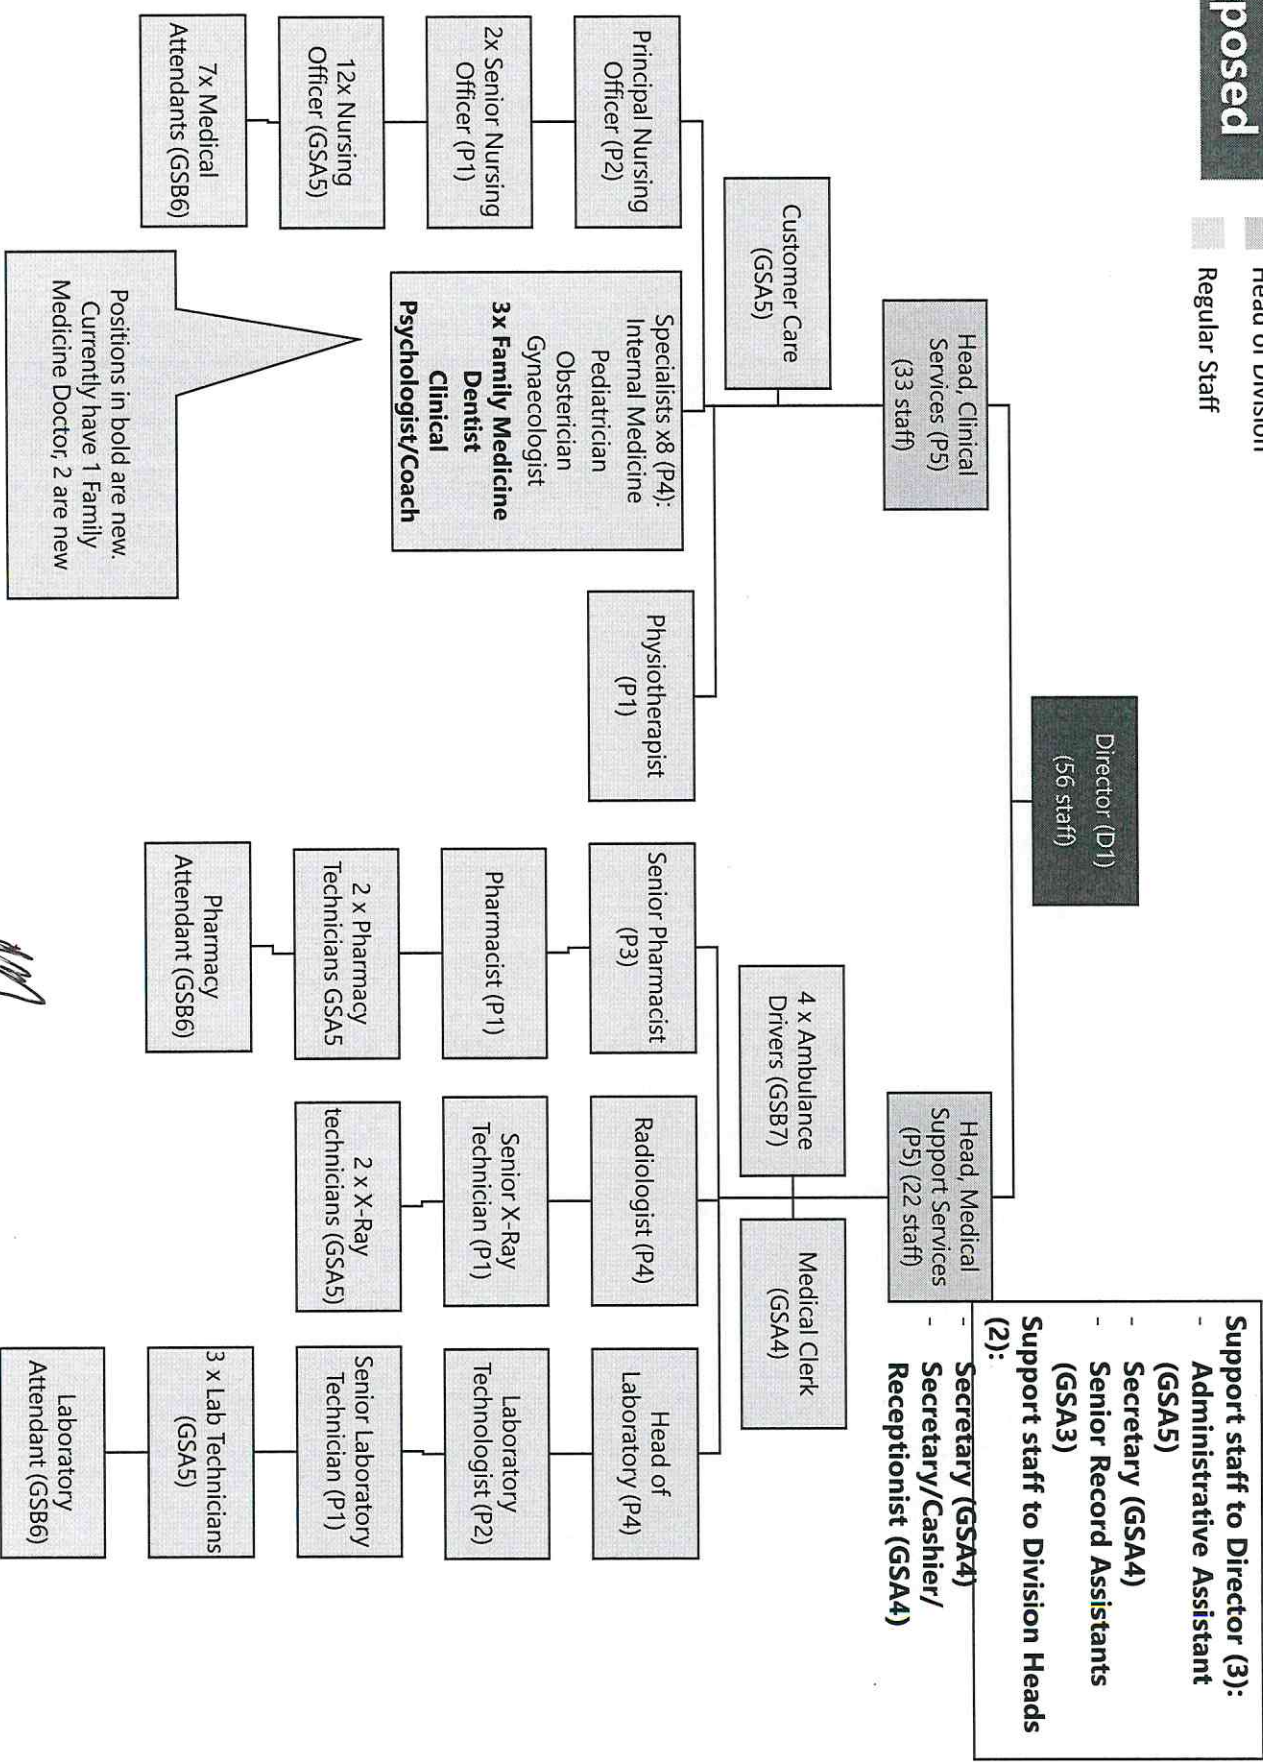 posed
Head of Division
Regular Staff
Director (D1)
(56 staff)
Support staff to Director (3):
- Administrative Assistant
(GSA5)
- Secretary (GSA4)
- Senior Record Assistants
(GSA3)
Support staff to Division Heads
(2):
- Secretary (GSA4)
- Secretary/Cashier/
Receptionist (GSA4)
Head, Clinical
Services (P5)
(33 staff)
Head, Medical
Support Services
(P5) (22 staff)
Customer Care
(GSA5)
4 x Ambulance
Drivers (GSB7)
Medical Clerk
(GSA4)
Principal Nursing
Officer (P2)
2x Senior Nursing
Officer (P1)
12x Nursing
Officer (GSA5)
7x Medical
Attendants (GSB6)
Specialists x8 (P4):
Internal Medicine
Pediatrician
Obsterician
Gynaecologist
3x Family Medicine
Dentist
Clinical
Psychologist/Coach
Positions in bold are new.
Currently have 1 Family
Medicine Doctor, 2 are new
Physiotherapist
(P1)
Senior Pharmacist
(P3)
Pharmacist (P1)
2 x Pharmacy
Technicians GSA5
Pharmacy
Attendant (GSB6)
Radiologist (P4)
Senior X-Ray
Technician (P1)
2 x X-Ray
technicians (GSA5)
Head of
Laboratory (P4)
Laboratory
Technologist (P2)
Senior Laboratory
Technician (P1)
3 x Lab Technicians
(GSA5)
Laboratory
Attendant (GSB6)